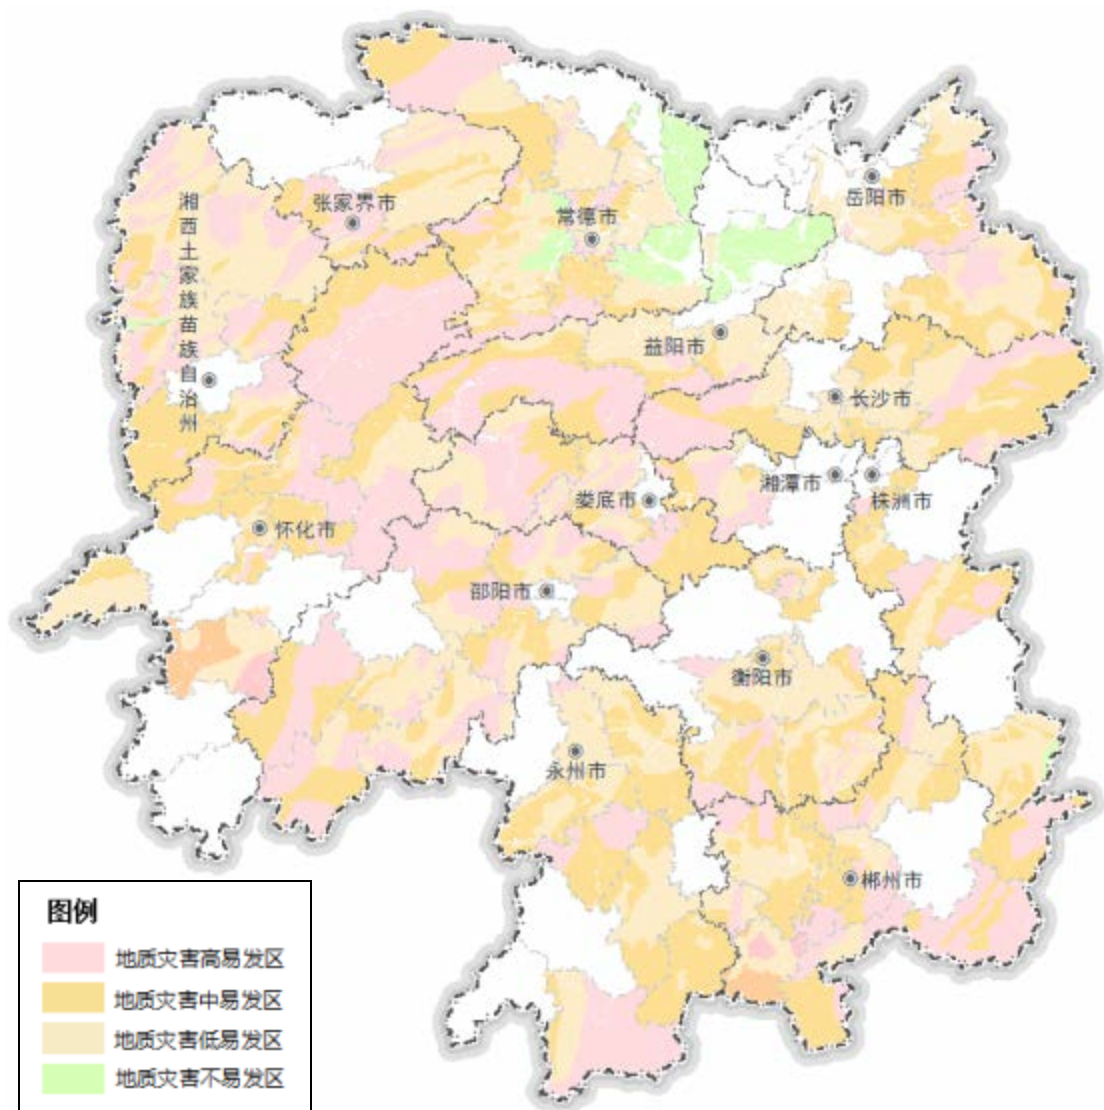 岳阳市
湘西土家族苗族自治州
张家界市
常德市
益阳市
长沙市
湘潭市
株洲市
娄底市
怀化市
邵阳市
衡阳市
永州市
郴州市
图例
地质灾害高易发区
地质灾害中易发区
地质灾害低易发区
地质灾害不易发区